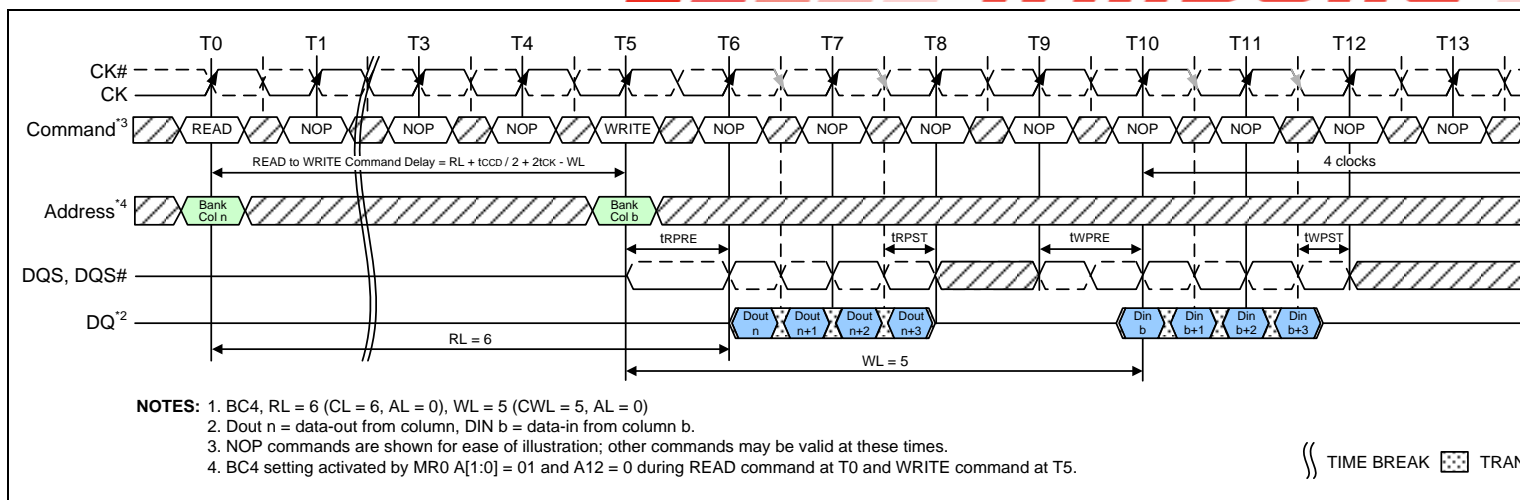 T0 T1 T3 T4 T5 T6 T7 T8 T9 T10 T11 T12 T13
CK#
CK
Command*3 READ NOP NOP NOP WRITE NOP NOP NOP NOP NOP NOP NOP NOP
READ to WRITE Command Delay = RL + tCCD / 2 + 2tCK - WL
4 clocks
Address*4 Bank Col n Bank Col b
tRPRE tRPST tWPRE tWPST
DQS, DQS#
DQ*2 Dout n Dout n+1 Dout n+2 Dout n+3 Din b Din b+1 Din b+2 Din b+3
RL = 6
WL = 5
NOTES: 1. BC4, RL = 6 (CL = 6, AL = 0), WL = 5 (CWL = 5, AL = 0)
2. Dout n = data-out from column, DIN b = data-in from column b.
3. NOP commands are shown for ease of illustration; other commands may be valid at these times.
4. BC4 setting activated by MR0 A[1:0] = 01 and A12 = 0 during READ command at T0 and WRITE command at T5.
TIME BREAK TRAN